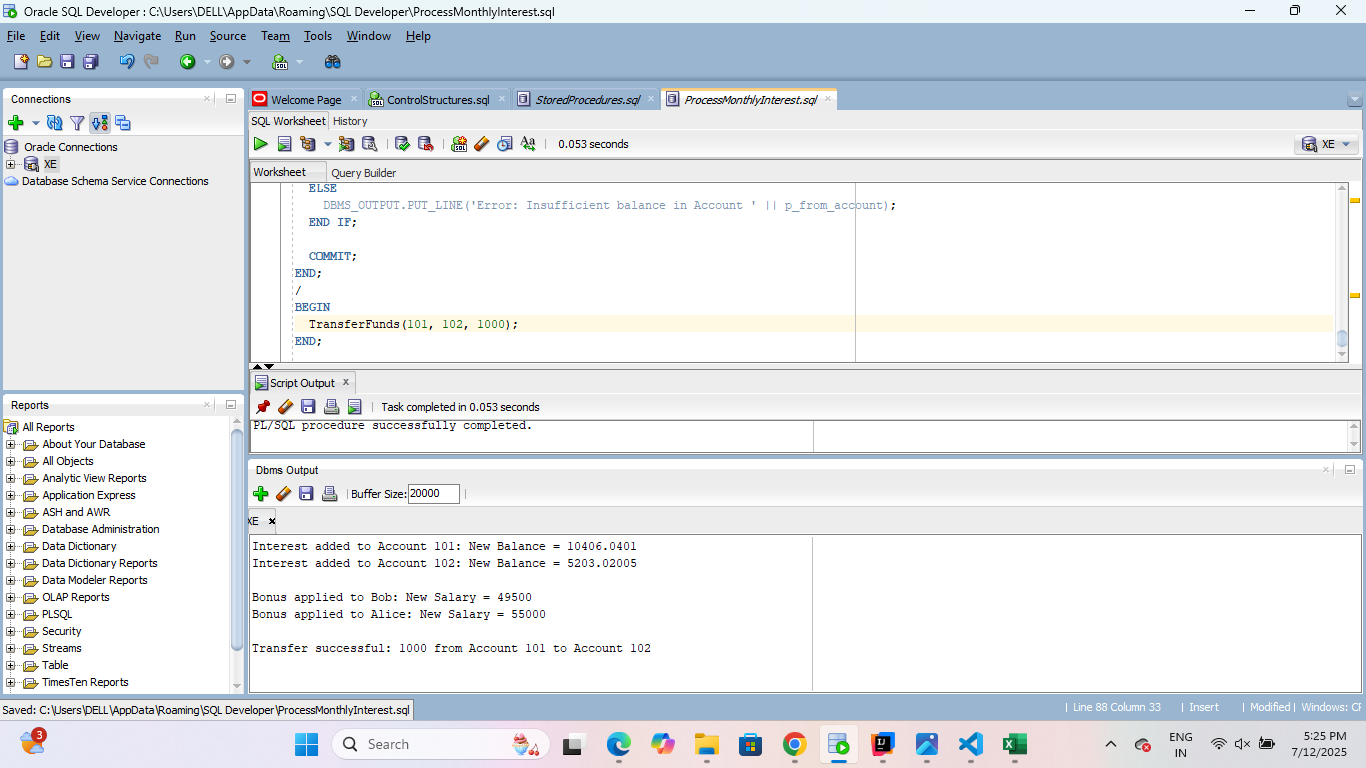 Oracle SQL Developer : C:\Users\DELL\AppData\Roaming\SQL Developer\ProcessMonthlyInterest.sql
File Edit View Navigate Run Source Team Tools Window Help
Connections
Oracle Connections
XE
Database Schema Service Connections
Reports
All Reports
About Your Database
All Objects
Analytic View Reports
Application Express
ASH and AWR
Database Administration
Data Dictionary
Data Dictionary Reports
Data Modeler Reports
OLAP Reports
PLSQL
Security
Streams
Table
TimesTen Reports
Welcome Page ControlStructures.sql StoredProcedures.sql ProcessMonthlyInterest.sql
SQL Worksheet History
0.053 seconds
XE
Worksheet Query Builder
ELSE
DBMS_OUTPUT.PUT_LINE('Error: Insufficient balance in Account ' || p_from_account);
END IF;
COMMIT;
END;
/
BEGIN
TransferFunds(101, 102, 1000);
END;
Script Output
Task completed in 0.053 seconds
PL/SQL procedure successfully completed.
Dbms Output
Buffer Size: 20000
XE
Interest added to Account 101: New Balance = 10406.0401
Interest added to Account 102: New Balance = 5203.02005
Bonus applied to Bob: New Salary = 49500
Bonus applied to Alice: New Salary = 55000
Transfer successful: 1000 from Account 101 to Account 102
Saved: C:\Users\DELL\AppData\Roaming\SQL Developer\ProcessMonthlyInterest.sql
Line 88 Column 33 Insert Modified Windows: CF
3
Search
ENG
IN
5:25 PM
7/12/2025